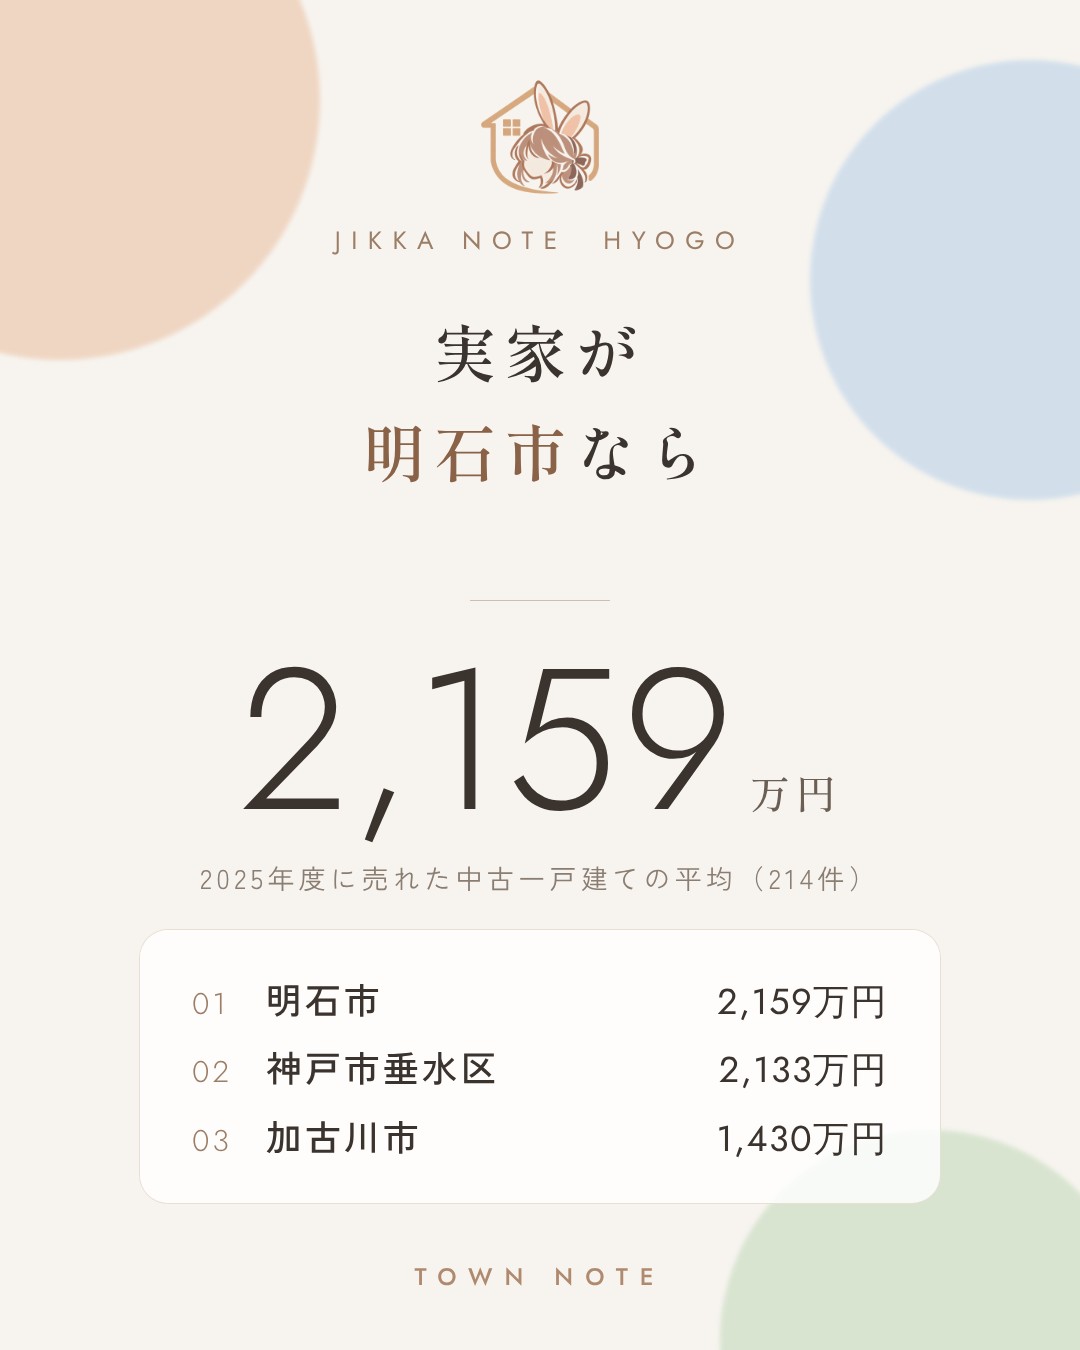 JIKKA NOTE HYOGO
実家が
明石市なら
2,159 万円
2025年度に売れた中古一戸建ての平均（214件）
01 明石市 2,159万円
02 神戸市垂水区 2,133万円
03 加古川市 1,430万円
TOWN NOTE